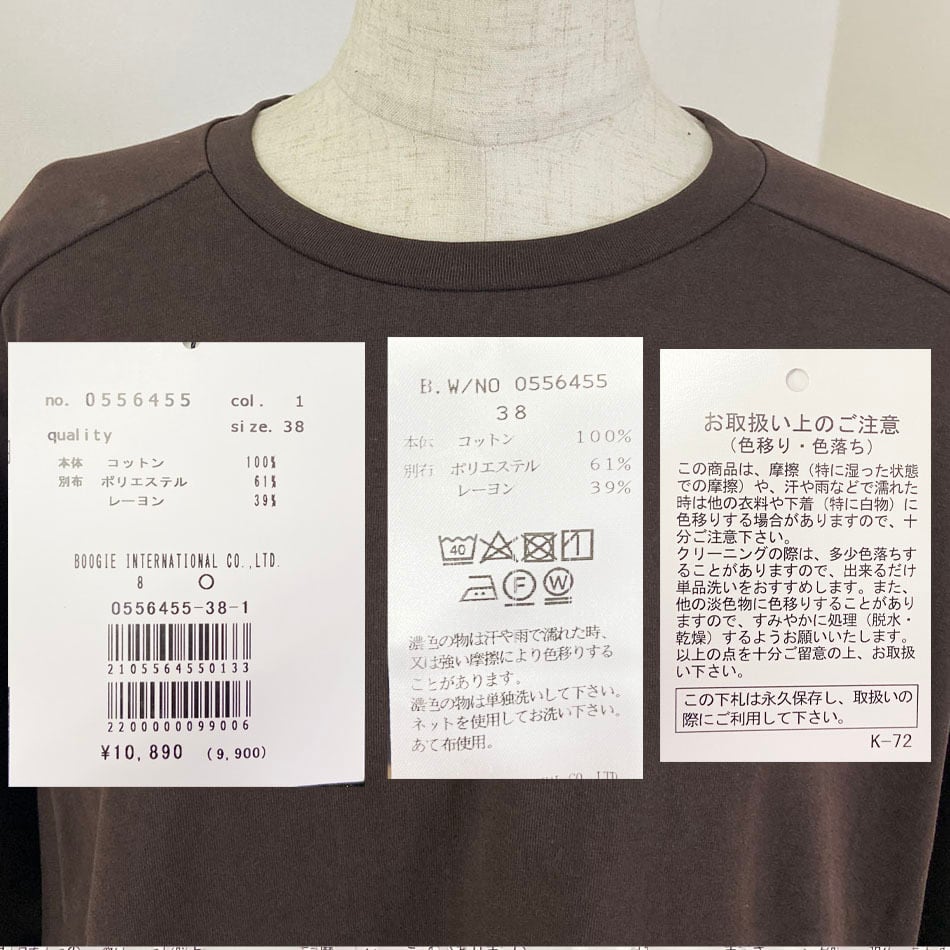 no. 0556455 col. 1
quality size. 38
本体 コットン 100%
別布 ポリエステル 61%
レーヨン 39%
BOOGIE INTERNATIONAL CO.,LTD.
8 ○
0556455-38-1
2105564550133
2200000099006
¥10,890 (9,900)
B.W/NO 0556455
38
本体 コットン 100%
別布 ポリエステル 61%
レーヨン 39%
40 1
F W
濃色の物は汗や雨で濡れた時、
又は強い摩擦により色移りする
ことがあります。
濃色の物は単独洗いして下さい。
ネットを使用してお洗い下さい。
あて布使用。
CO.,LTD
お取扱い上のご注意
(色移り・色落ち)
この商品は、摩擦（特に湿った状態
での摩擦）や、汗や雨などで濡れた
時は他の衣料や下着（特に白物）に
色移りする場合がありますので、十
分ご注意下さい。
クリーニングの際は、多少色落ちす
ることがありますので、出来るだけ
単品洗いをおすすめします。また、
他の淡色物に色移りすることがあり
ますので、すみやかに処理（脱水・
乾燥）するようお願いいたします。
以上の点を十分ご留意の上、お取扱
い下さい。
この下札は永久保存し、取扱いの
際にご利用して下さい。
K-72